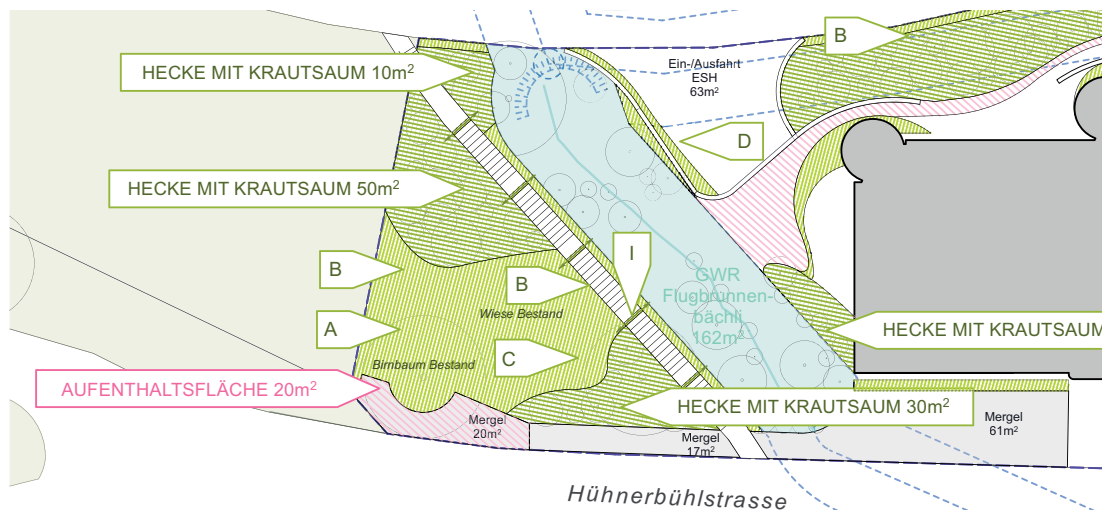 B
HECKE MIT KRAUTSAUM 10m²
Ein-/Ausfahrt
ESH
63m²
D
HECKE MIT KRAUTSAUM 50m²
B
I
B
GWR
Flugbrunnen-
bächli
162m²
Wiese Bestand
A
HECKE MIT KRAUTSAUM
C
Birnbaum Bestand
AUFENTHALTSFLÄCHE 20m²
HECKE MIT KRAUTSAUM 30m²
Mergel
20m²
Mergel
17m²
Mergel
61m²
Hühnerbühlstrasse